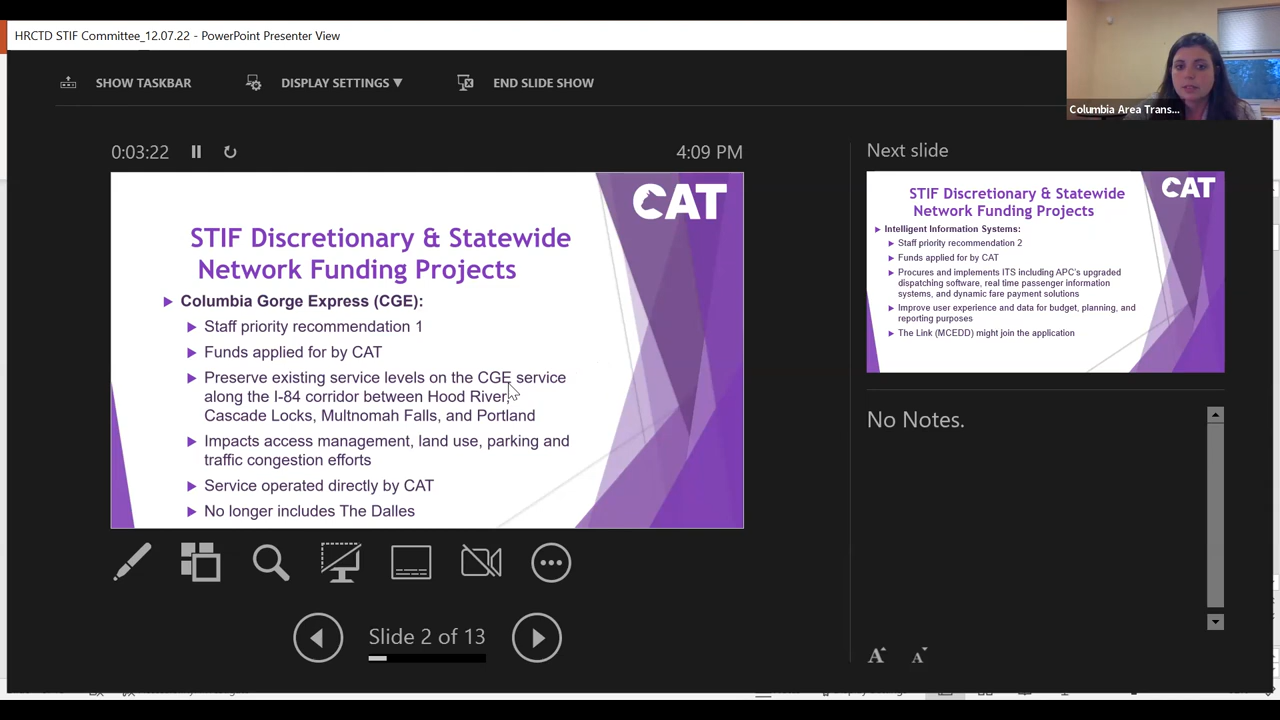 HRCTD STIF Committee_12.07.22 - PowerPoint Presenter View
Columbia Area Trans...
SHOW TASKBAR
DISPLAY SETTINGS ▼
END SLIDE SHOW
0:03:22
4:09 PM
CAT
STIF Discretionary & Statewide
Network Funding Projects
Columbia Gorge Express (CGE):
Staff priority recommendation 1
Funds applied for by CAT
Preserve existing service levels on the CGE service
along the I-84 corridor between Hood River,
Cascade Locks, Multnomah Falls, and Portland
Impacts access management, land use, parking and
traffic congestion efforts
Service operated directly by CAT
No longer includes The Dalles
Slide 2 of 13
Next slide
CAT
STIF Discretionary & Statewide
Network Funding Projects
Intelligent Information Systems:
Staff priority recommendation 2
Funds applied for by CAT
Procures and implements ITS including APC's upgraded
dispatching software, real time passenger information
systems, and dynamic fare payment solutions
Improve user experience and data for budget, planning, and
reporting purposes
The Link (MCEDD) might join the application
No Notes.
A A